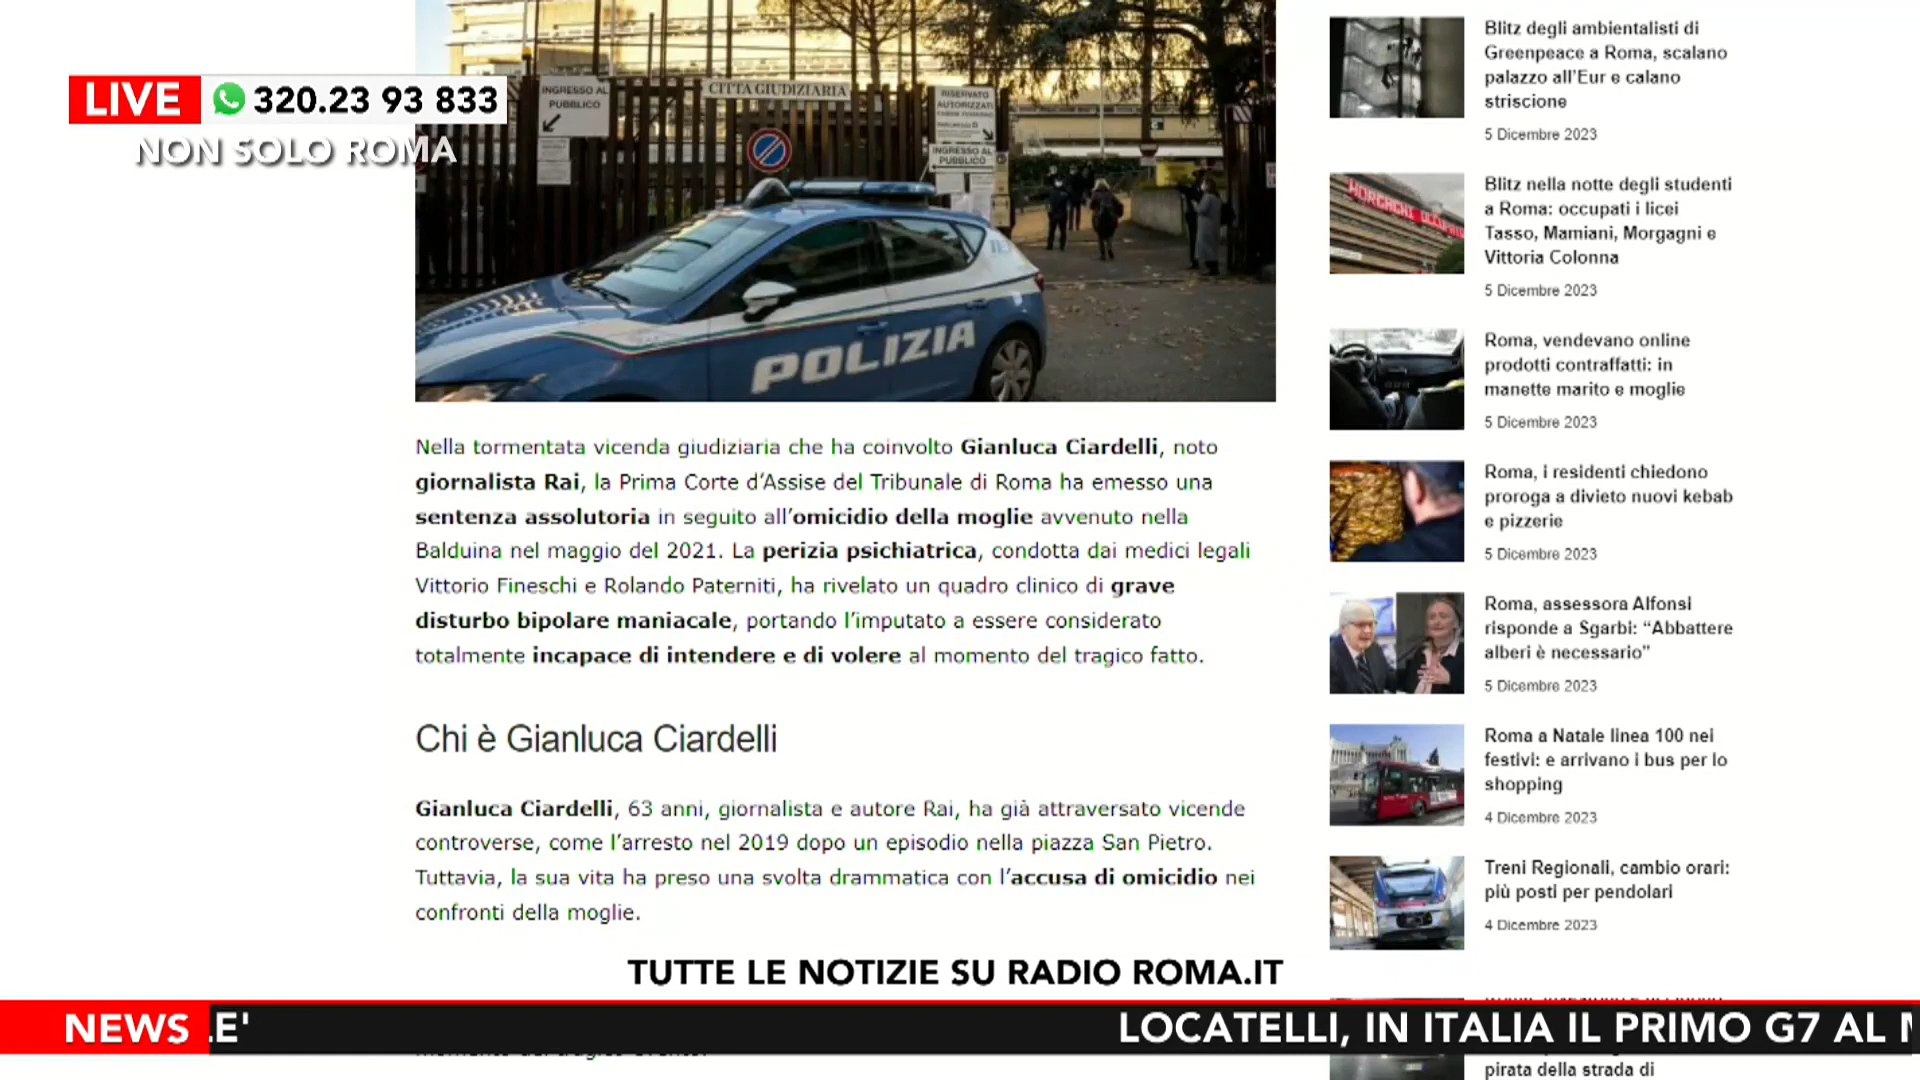 LIVE 320.23 93 833
NON SOLO ROMA
INGRESSO AL
PUBBLICO
CITTÀ GIUDIZIARIA
RISERVATO
AUTORIZZATI
INGRESSO AL
PUBBLICO
POLIZIA
Nella tormentata vicenda giudiziaria che ha coinvolto Gianluca Ciardelli, noto
giornalista Rai, la Prima Corte d’Assise del Tribunale di Roma ha emesso una
sentenza assolutoria in seguito all’omicidio della moglie avvenuto nella
Balduina nel maggio del 2021. La perizia psichiatrica, condotta dai medici legali
Vittorio Fineschi e Rolando Paterniti, ha rivelato un quadro clinico di grave
disturbo bipolare maniacale, portando l’imputato a essere considerato
totalmente incapace di intendere e di volere al momento del tragico fatto.
Chi è Gianluca Ciardelli
Gianluca Ciardelli, 63 anni, giornalista e autore Rai, ha già attraversato vicende
controverse, come l’arresto nel 2019 dopo un episodio nella piazza San Pietro.
Tuttavia, la sua vita ha preso una svolta drammatica con l’accusa di omicidio nei
confronti della moglie.
Blitz degli ambientalisti di
Greenpeace a Roma, scalano
palazzo all’Eur e calano
striscione
5 Dicembre 2023
MORGAGNI OCCUPATO
Blitz nella notte degli studenti
a Roma: occupati i licei
Tasso, Mamiani, Morgagni e
Vittoria Colonna
5 Dicembre 2023
Roma, vendevano online
prodotti contraffatti: in
manette marito e moglie
5 Dicembre 2023
Roma, i residenti chiedono
proroga a divieto nuovi kebab
e pizzerie
5 Dicembre 2023
Roma, assessora Alfonsi
risponde a Sgarbi: “Abbattere
alberi è necessario”
5 Dicembre 2023
Roma a Natale linea 100 nei
festivi: e arrivano i bus per lo
shopping
4 Dicembre 2023
Treni Regionali, cambio orari:
più posti per pendolari
4 Dicembre 2023
pirata della strada di
TUTTE LE NOTIZIE SU RADIO ROMA.IT
NEWS LE' LOCATELLI, IN ITALIA IL PRIMO G7 AL